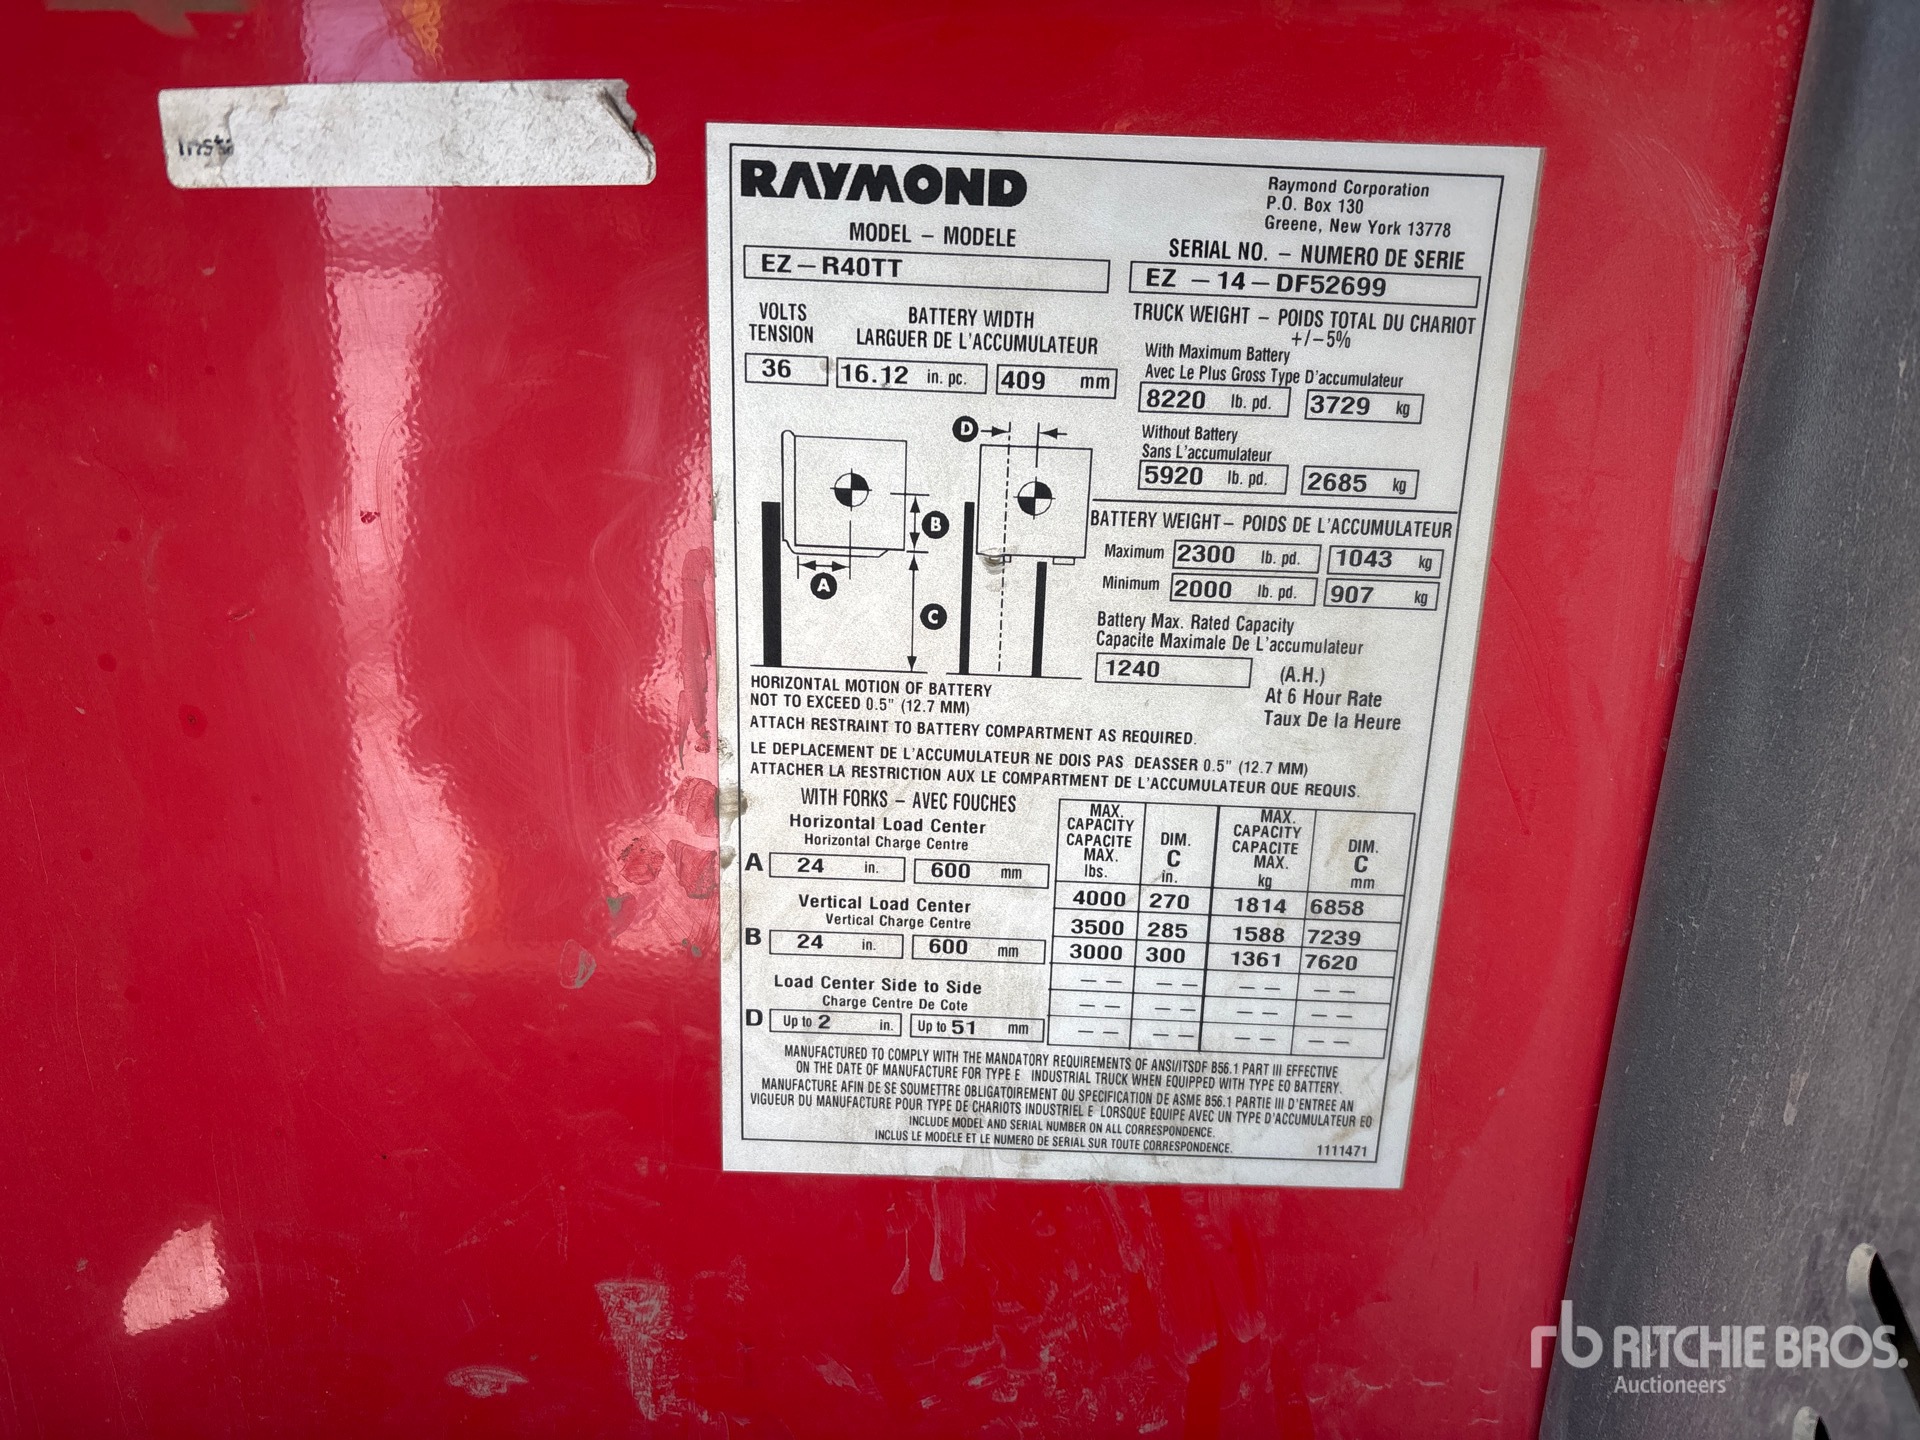 RAYMOND
Raymond Corporation
P.O. Box 130
Greene, New York 13778
MODEL – MODELE
EZ – R40TT
SERIAL NO. – NUMERO DE SERIE
EZ – 14 – DF52699
VOLTS
TENSION
36
BATTERY WIDTH
LARGUER DE L'ACCUMULATEUR
16.12 in. pc.
409 mm
TRUCK WEIGHT – POIDS TOTAL DU CHARIOT
+/–5%
With Maximum Battery
Avec Le Plus Gross Type D'accumulateur
8220 lb. pd.
3729 kg
Without Battery
Sans L'accumulateur
5920 lb. pd.
2685 kg
D
B
A
C
BATTERY WEIGHT – POIDS DE L'ACCUMULATEUR
Maximum 2300 lb. pd. 1043 kg
Minimum 2000 lb. pd. 907 kg
Battery Max. Rated Capacity
Capacite Maximale De L'accumulateur
1240 (A.H.)
At 6 Hour Rate
Taux De la Heure
HORIZONTAL MOTION OF BATTERY
NOT TO EXCEED 0.5" (12.7 MM)
ATTACH RESTRAINT TO BATTERY COMPARTMENT AS REQUIRED.
LE DEPLACEMENT DE L'ACCUMULATEUR NE DOIS PAS DEASSER 0.5" (12.7 MM)
ATTACHER LA RESTRICTION AUX LE COMPARTMENT DE L'ACCUMULATEUR QUE REQUIS.
WITH FORKS – AVEC FOUCHES
Horizontal Load Center
Horizontal Charge Centre
A 24 in. 600 mm
Vertical Load Center
Vertical Charge Centre
B 24 in. 600 mm
Load Center Side to Side
Charge Centre De Cote
D Up to 2 in. Up to 51 mm
MAX. CAPACITY CAPACITE MAX. lbs.
DIM. C in.
MAX. CAPACITY CAPACITE MAX. kg
DIM. C mm
4000 270 1814 6858
3500 285 1588 7239
3000 300 1361 7620
– – – – – – – –
– – – – – – – –
– – – – – – – –
MANUFACTURED TO COMPLY WITH THE MANDATORY REQUIREMENTS OF ANSI/ITSDF B56.1 PART III EFFECTIVE
ON THE DATE OF MANUFACTURE FOR TYPE E INDUSTRIAL TRUCK WHEN EQUIPPED WITH TYPE EO BATTERY.
MANUFACTURE AFIN DE SE SOUMETTRE OBLIGATOIREMENT OU SPECIFICATION DE ASME B56.1 PARTIE III D'ENTREE AN
VIGUEUR DU MANUFACTURE POUR TYPE DE CHARIOTS INDUSTRIEL E LORSQUE EQUIPE AVEC UN TYPE D'ACCUMULATEUR EO
INCLUDE MODEL AND SERIAL NUMBER ON ALL CORRESPONDENCE.
INCLUS LE MODELE ET LE NUMERO DE SERIAL SUR TOUTE CORRESPONDENCE.
1111471
rb RITCHIE BROS.
Auctioneers